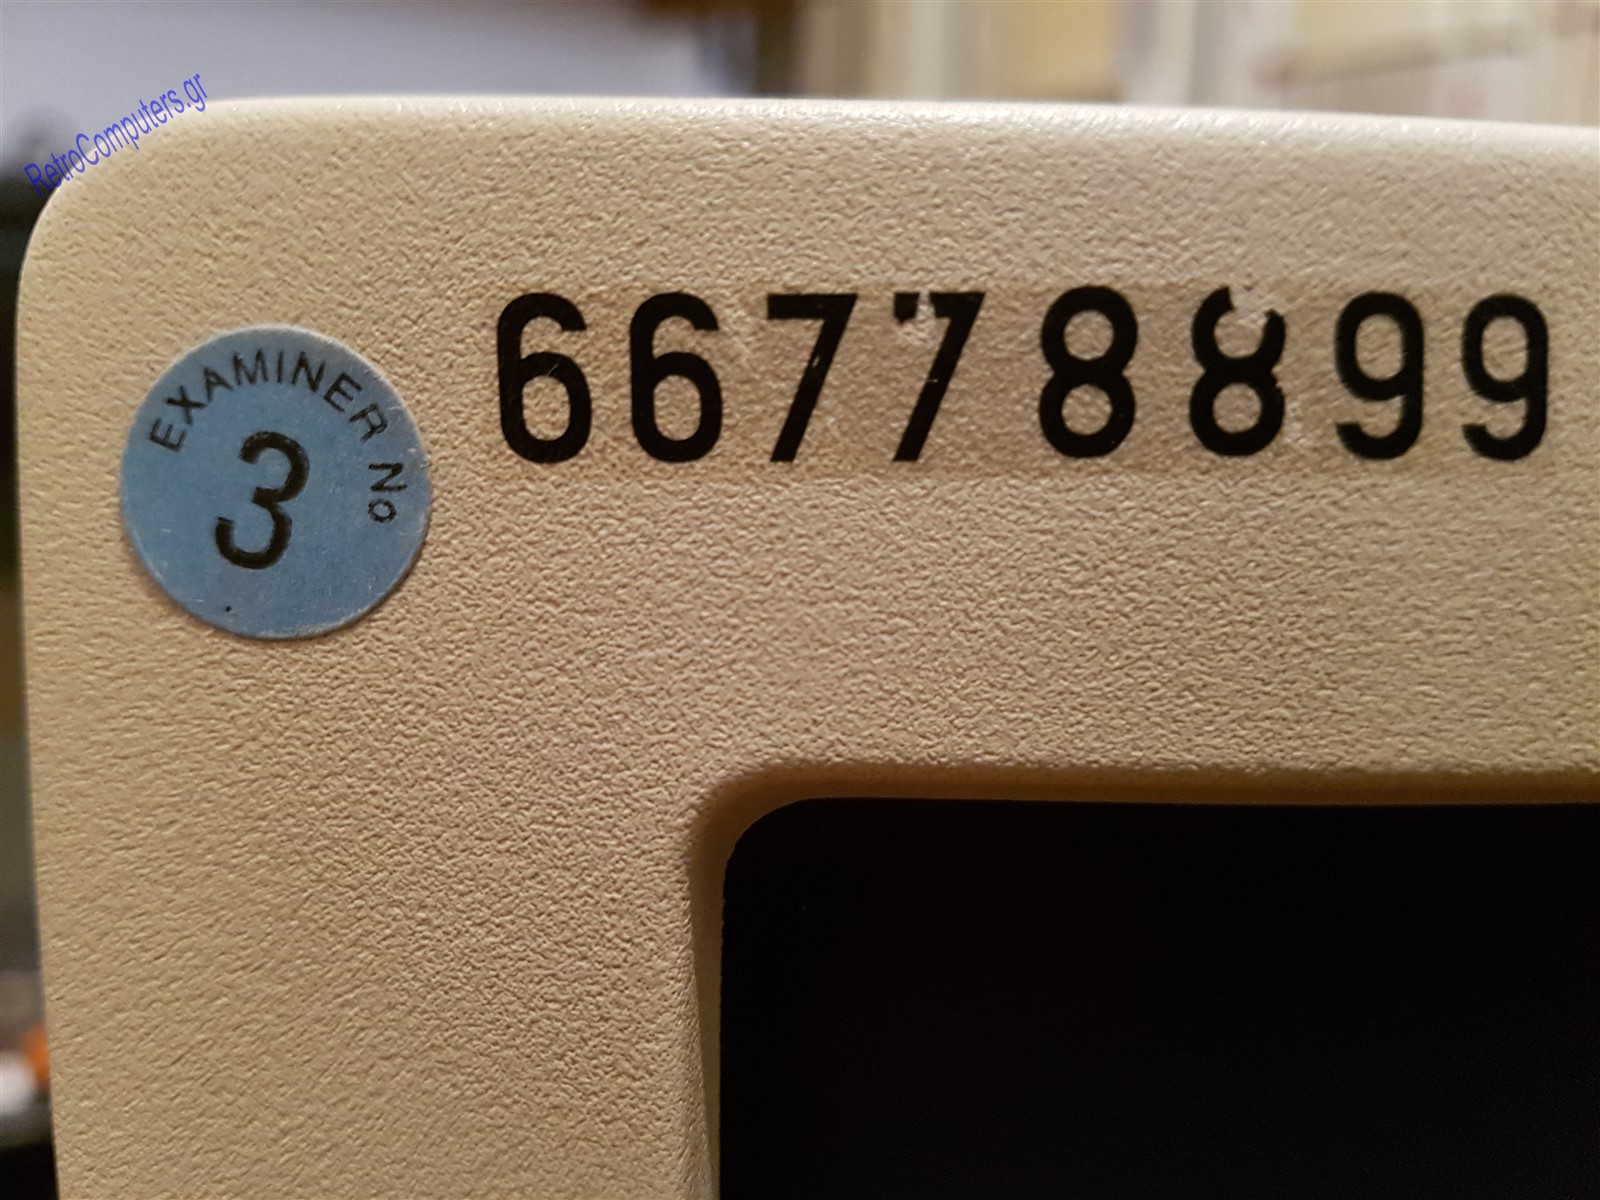 RetroComputers.gr
66778899
EXAMINER No
3